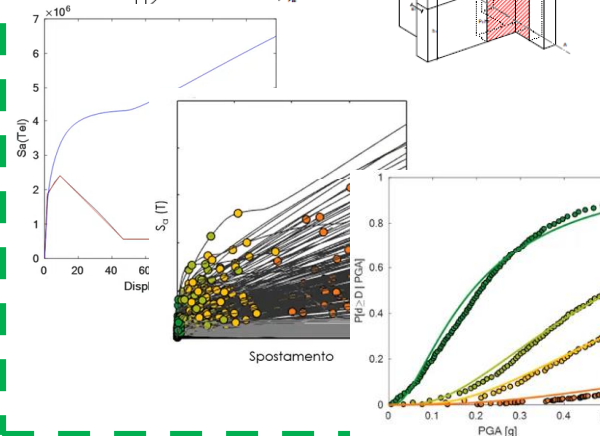 ×10⁶
7
6
5
4
3
2
1
0
Sa(Tel)
0 20 40 60
Displ
Sₐ (T)
Spostamento
1
0.8
0.6
0.4
0.2
0
P[d≥D | PGA]
0 0.1 0.2 0.3 0.4
PGA [g]
A